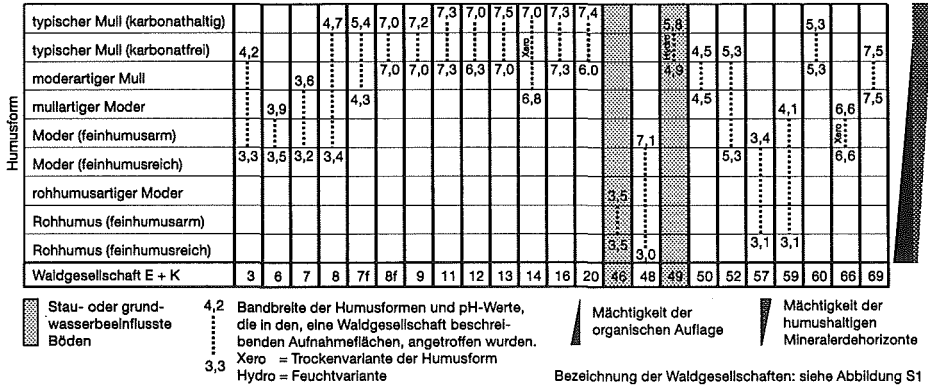 Humusform
typischer Mull (karbonathaltig) 4,7 5,4 7,0 7,2 7,3 7,0 7,5 7,0 7,3 7,4 5,8 5,3
typischer Mull (karbonatfrei) 4,2 Xero Hydro 4,5 5,3 7,5
moderartiger Mull 3,6 7,0 7,0 7,3 6,3 7,0 7,3 6.0 4,9 5,3
mullartiger Moder 3,9 4,3 6,8 4,5 4,1 6,6 7,5
Moder (feinhumusarm) 7,1 3,4 Xero
Moder (feinhumusreich) 3,3 3,5 3,2 3,4 5,3 6,6
rohhumusartiger Moder 3,5
Rohhumus (feinhumusarm)
Rohhumus (feinhumusreich) 3,5 3,0 3,1 3,1
Waldgesellschaft E + K 3 6 7 8 7f 8f 9 11 12 13 14 16 20 46 48 49 50 52 57 59 60 66 69
Stau- oder grund-
wasserbeeinflusste
Böden
4,2
3,3
Bandbreite der Humusformen und pH-Werte,
die in den, eine Waldgesellschaft beschrei-
benden Aufnahmeflächen, angetroffen wurden.
Xero = Trockenvariante der Humusform
Hydro = Feuchtvariante
Mächtigkeit der
organischen Auflage
Mächtigkeit der
humushaltigen
Mineralerdehorizonte
Bezeichnung der Waldgesellschaften: siehe Abbildung S1